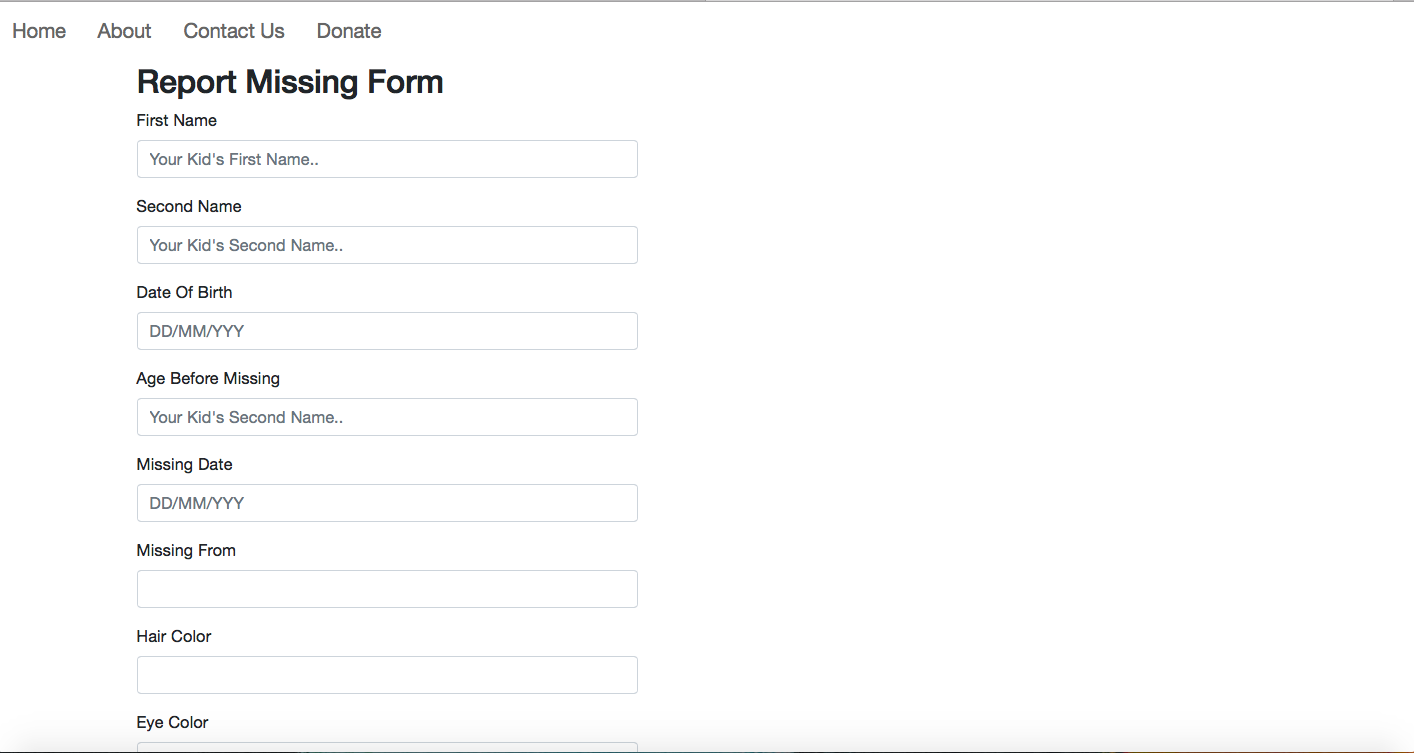 Home About Contact Us Donate
Report Missing Form
First Name
Your Kid's First Name..
Second Name
Your Kid's Second Name..
Date Of Birth
DD/MM/YYY
Age Before Missing
Your Kid's Second Name..
Missing Date
DD/MM/YYY
Missing From
Hair Color
Eye Color